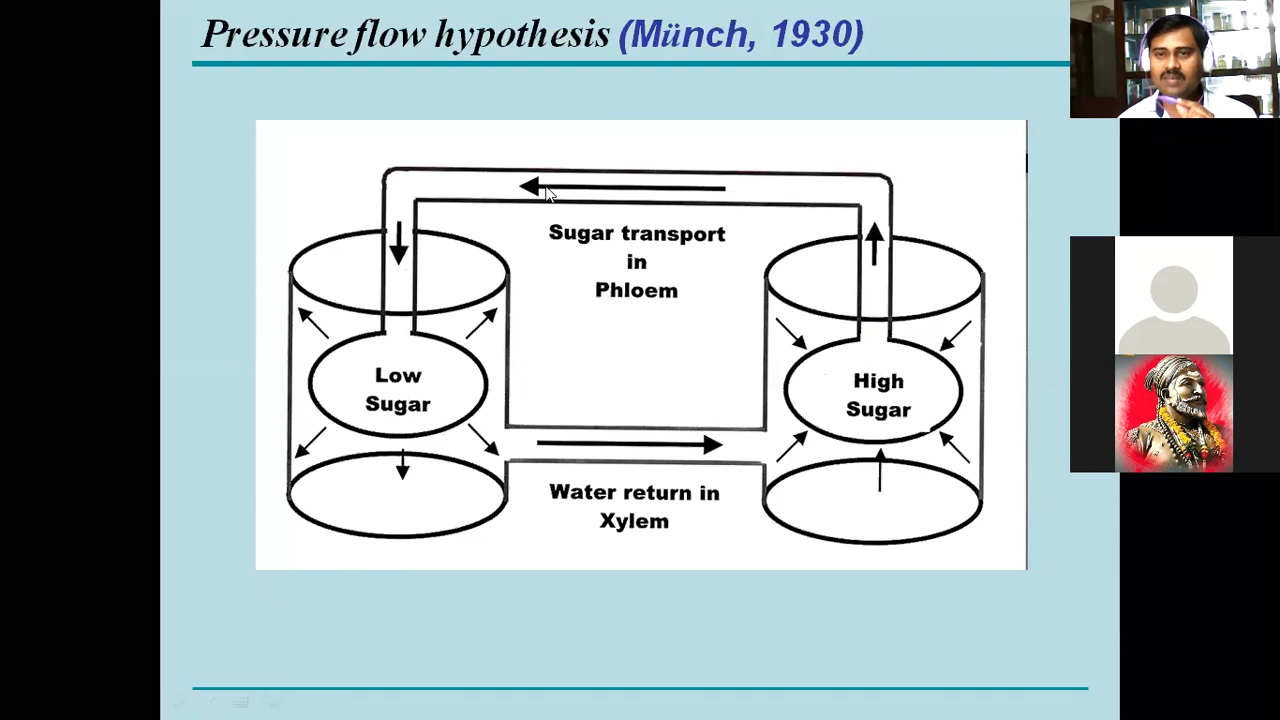 Pressure flow hypothesis (Münch, 1930)
Sugar transport
in
Phloem
Low
Sugar
High
Sugar
Water return in
Xylem